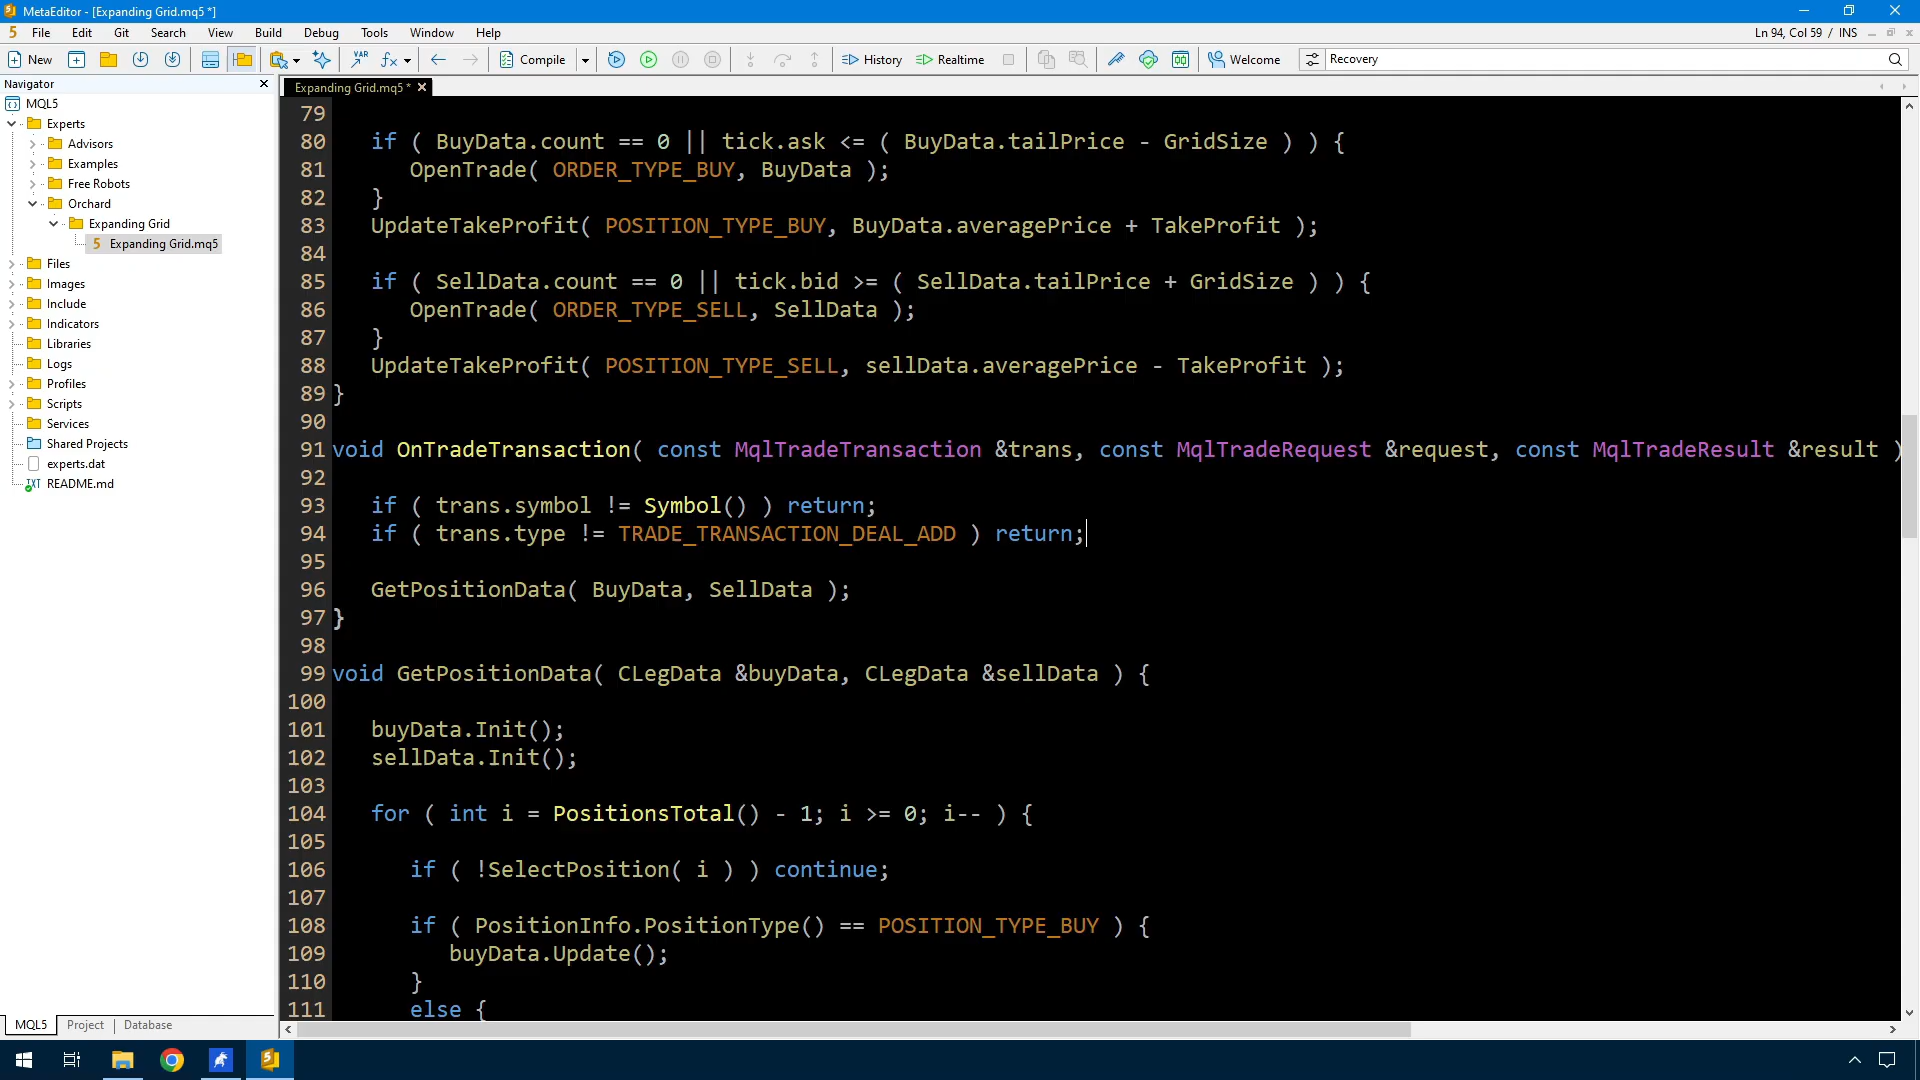 MetaEditor - [Expanding Grid.mq5 *]
5 File Edit Git Search View Build Debug Tools Window Help
Ln 94, Col 59 / INS
New
VAR
fx
Compile
History
Realtime
Welcome
Recovery
Navigator
MQL5
Experts
Advisors
Examples
Free Robots
Orchard
Expanding Grid
5 Expanding Grid.mq5
Files
Images
Include
Indicators
Libraries
Logs
Profiles
Scripts
Services
Shared Projects
experts.dat
TXT README.md
MQL5 Project Database
Expanding Grid.mq5 *
79
80 if ( BuyData.count == 0 || tick.ask <= ( BuyData.tailPrice - GridSize ) ) {
81 OpenTrade( ORDER_TYPE_BUY, BuyData );
82 }
83 UpdateTakeProfit( POSITION_TYPE_BUY, BuyData.averagePrice + TakeProfit );
84
85 if ( SellData.count == 0 || tick.bid >= ( SellData.tailPrice + GridSize ) ) {
86 OpenTrade( ORDER_TYPE_SELL, SellData );
87 }
88 UpdateTakeProfit( POSITION_TYPE_SELL, sellData.averagePrice - TakeProfit );
89 }
90
91 void OnTradeTransaction( const MqlTradeTransaction &trans, const MqlTradeRequest &request, const MqlTradeResult &result )
92
93 if ( trans.symbol != Symbol() ) return;
94 if ( trans.type != TRADE_TRANSACTION_DEAL_ADD ) return;
95
96 GetPositionData( BuyData, SellData );
97 }
98
99 void GetPositionData( CLegData &buyData, CLegData &sellData ) {
100
101 buyData.Init();
102 sellData.Init();
103
104 for ( int i = PositionsTotal() - 1; i >= 0; i-- ) {
105
106 if ( !SelectPosition( i ) ) continue;
107
108 if ( PositionInfo.PositionType() == POSITION_TYPE_BUY ) {
109 buyData.Update();
110 }
111 else {